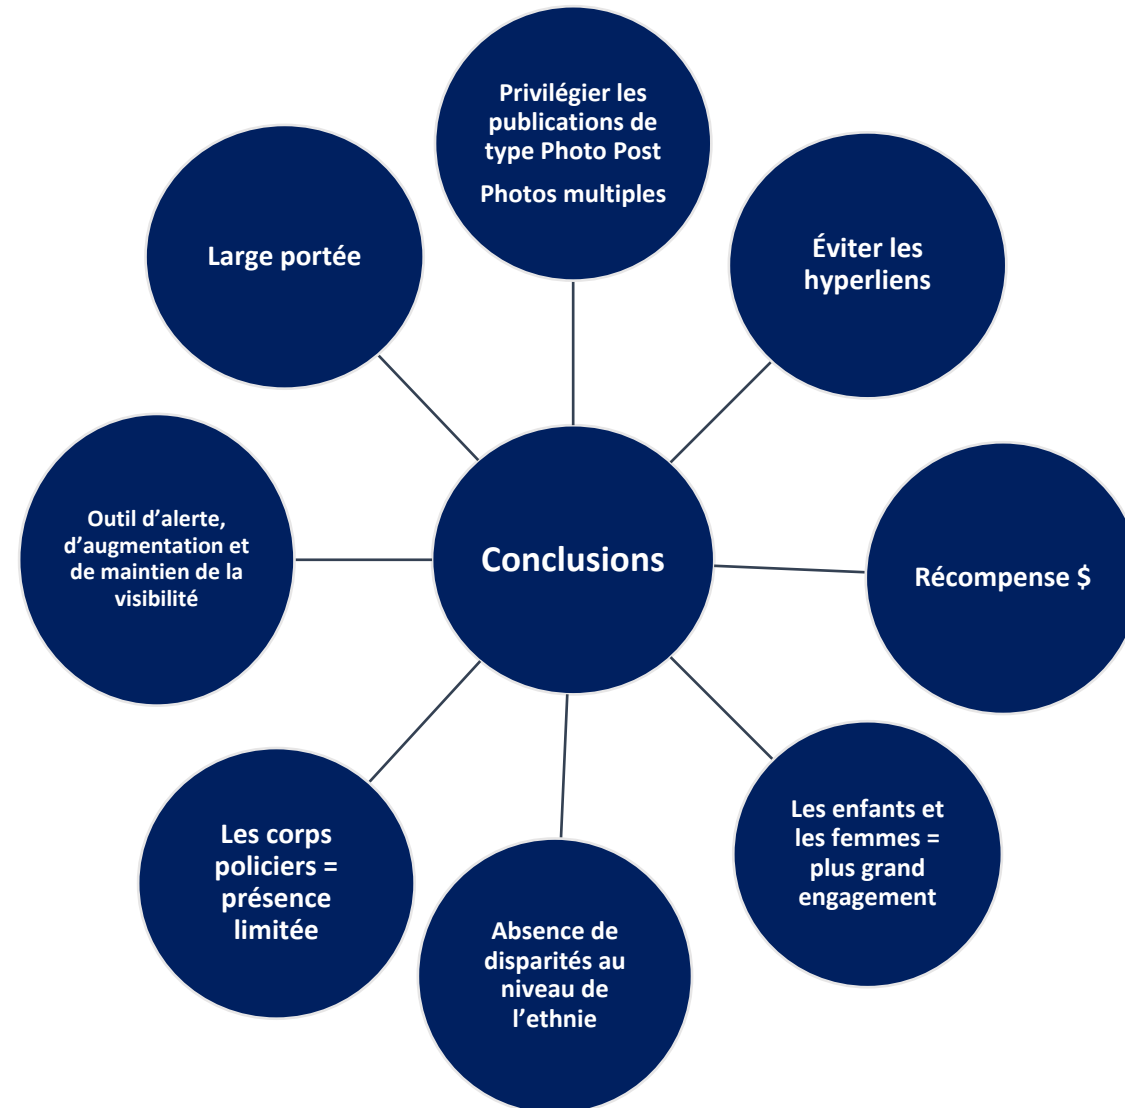 Privilégier les
publications de
type Photo Post
Photos multiples
Éviter les
hyperliens
Récompense $
Les enfants et
les femmes =
plus grand
engagement
Absence de
disparités au
niveau de
l’ethnie
Les corps
policiers =
présence
limitée
Outil d’alerte,
d’augmentation et
de maintien de la
visibilité
Large portée
Conclusions